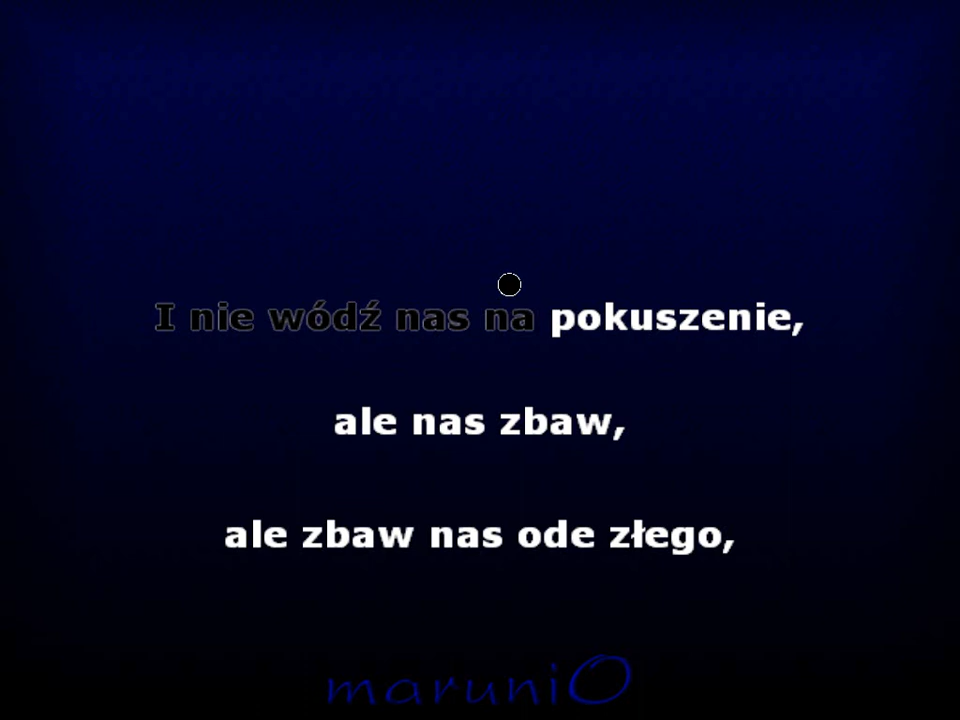 I nie wódź nas na pokuszenie,
ale nas zbaw,
ale zbaw nas ode złego,
maruniO